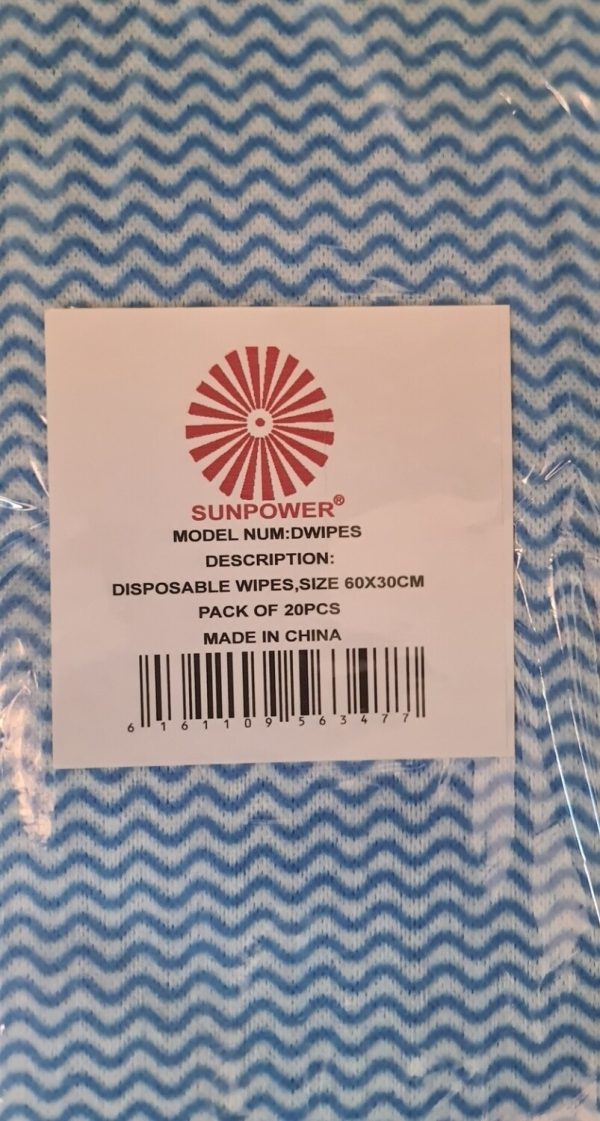 SUNPOWER®
MODEL NUM:DWIPES
DESCRIPTION:
DISPOSABLE WIPES,SIZE 60X30CM
PACK OF 20PCS
MADE IN CHINA
6 161109 563477